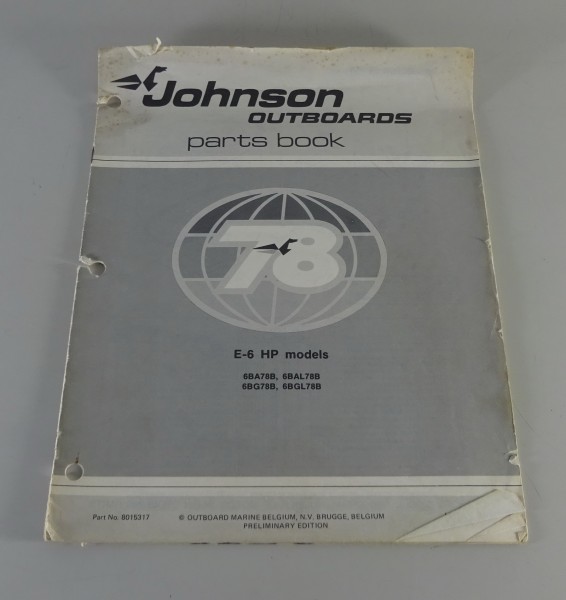 Johnson
OUTBOARDS
parts book
78
E-6 HP models
6BA78B, 6BAL78B
6BG78B, 6BGL78B
Part No. 8015317
© OUTBOARD MARINE BELGIUM, N.V. BRUGGE, BELGIUM
PRELIMINARY EDITION